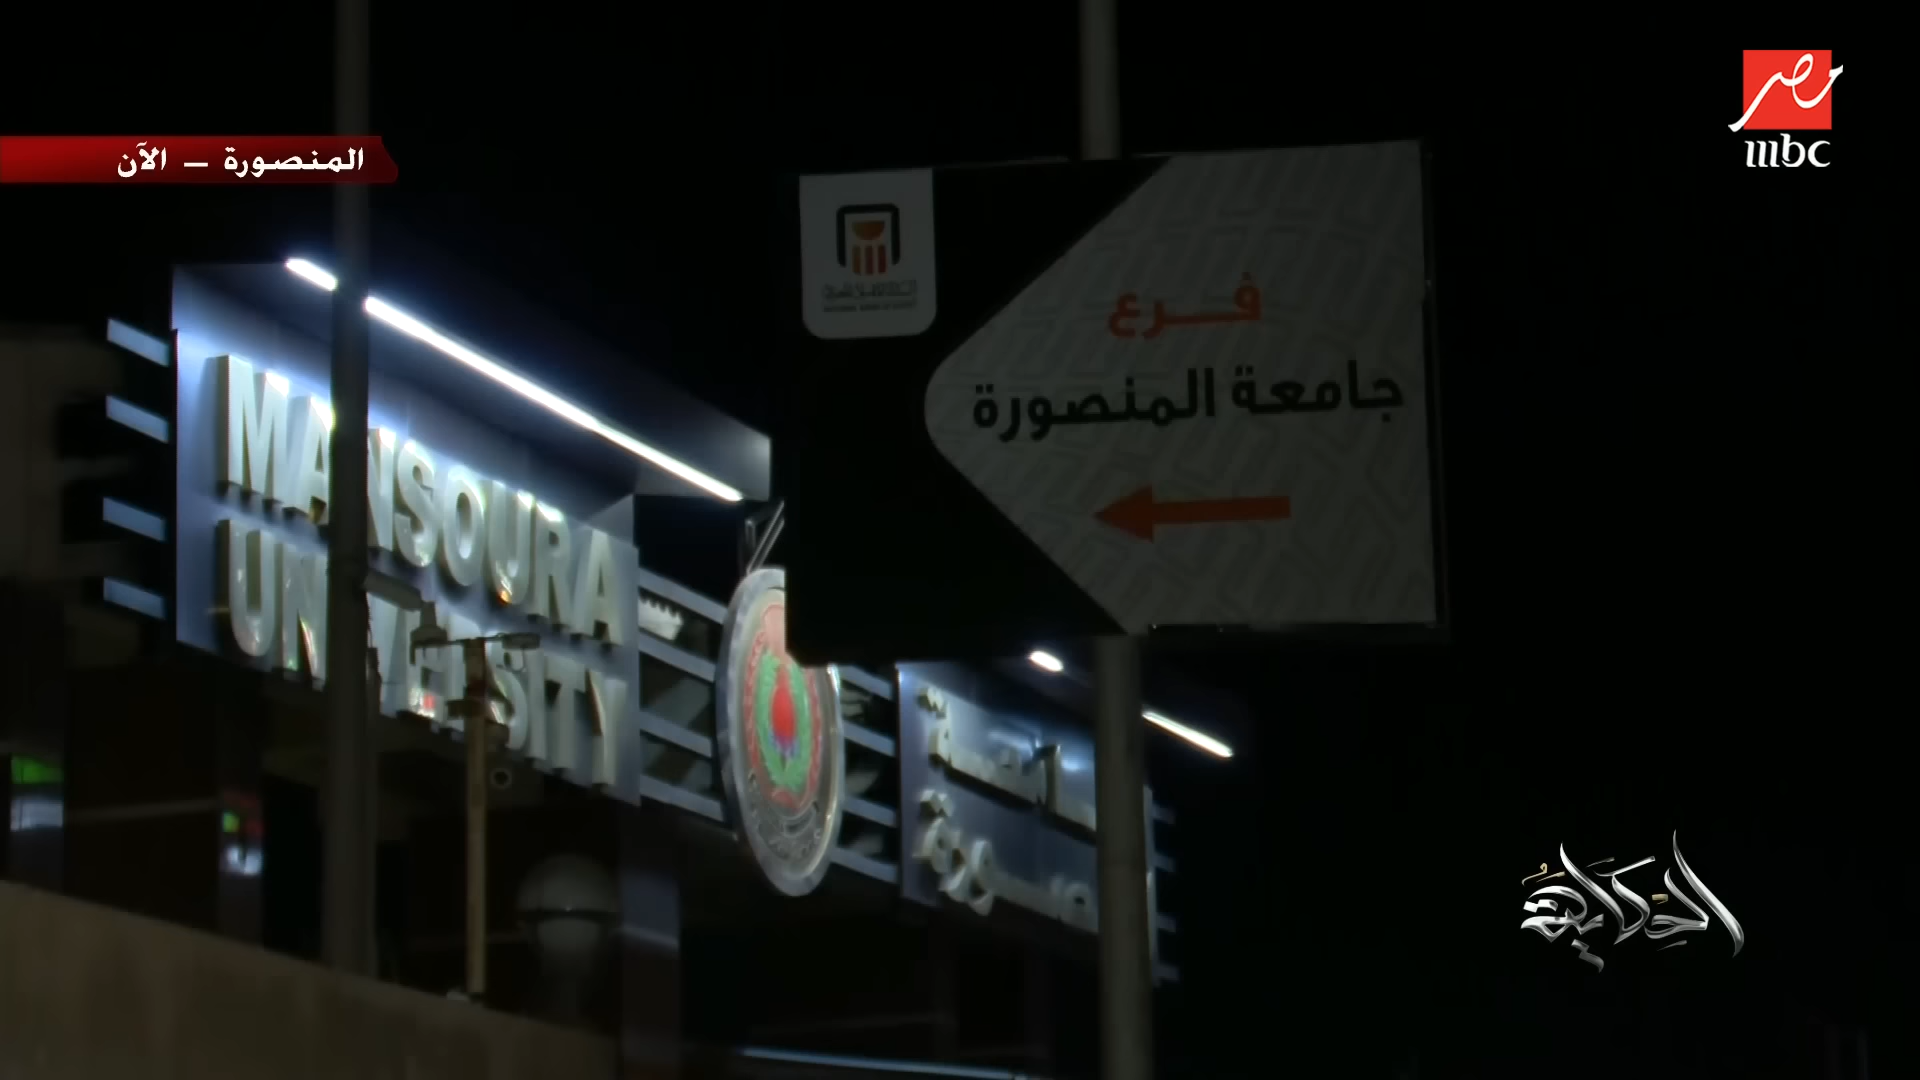 مصر
mbc
المنصورة – الآن
فرع
جامعة المنصورة
MANSOURA
UNIVERSITY
الحكاية